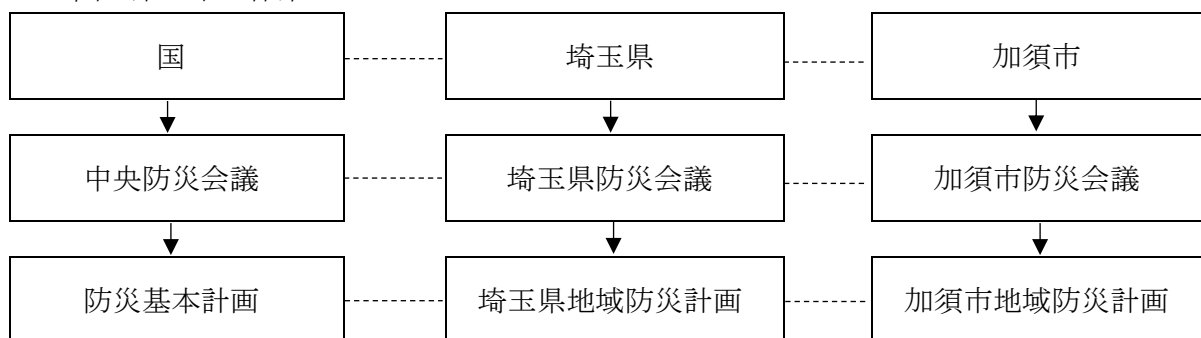 国 埼玉県 加須市
中央防災会議 埼玉県防災会議 加須市防災会議
防災基本計画 埼玉県地域防災計画 加須市地域防災計画